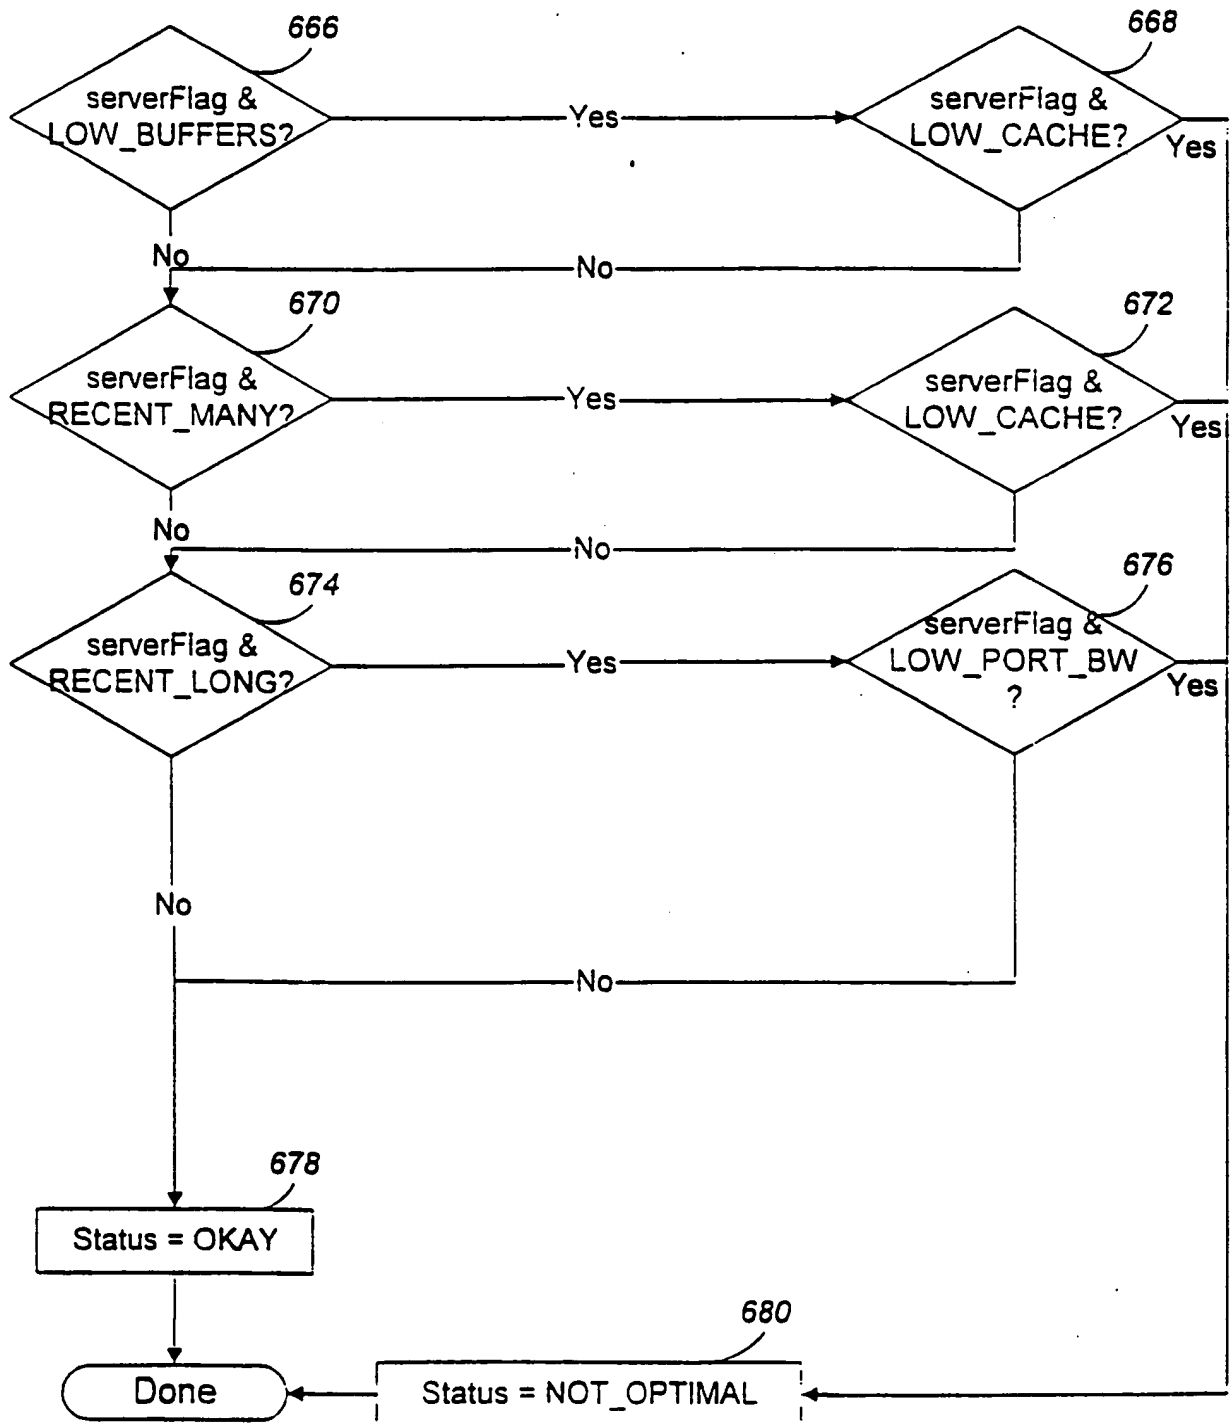 666
serverFlag &
LOW_BUFFERS?
Yes
668
serverFlag &
LOW_CACHE?
Yes
No
No
670
serverFlag &
RECENT_MANY?
Yes
672
serverFlag &
LOW_CACHE?
Yes
No
No
674
serverFlag &
RECENT_LONG?
Yes
676
serverFlag &
LOW_PORT_BW
?
Yes
No
No
678
Status = OKAY
680
Done
Status = NOT_OPTIMAL